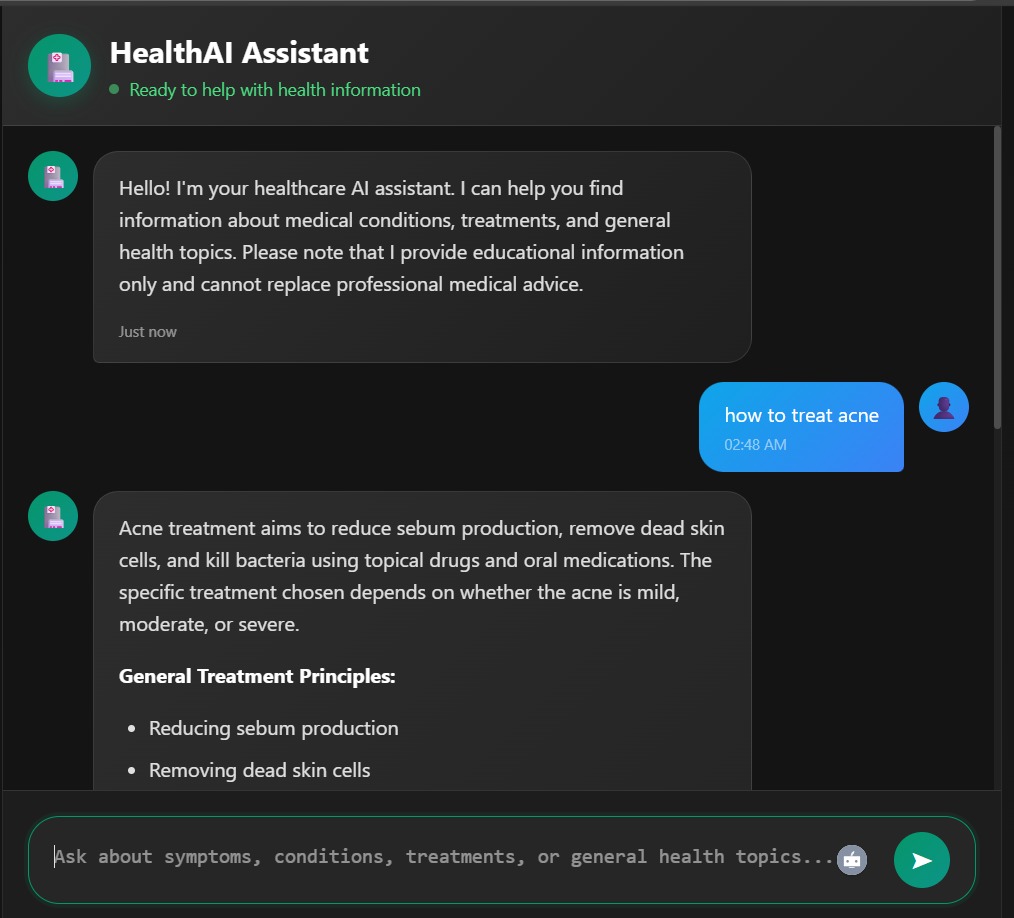 HealthAI Assistant
Ready to help with health information
Hello! I'm your healthcare AI assistant. I can help you find
information about medical conditions, treatments, and general
health topics. Please note that I provide educational information
only and cannot replace professional medical advice.
Just now
how to treat acne
02:48 AM
Acne treatment aims to reduce sebum production, remove dead skin
cells, and kill bacteria using topical drugs and oral medications. The
specific treatment chosen depends on whether the acne is mild,
moderate, or severe.
General Treatment Principles:
• Reducing sebum production
• Removing dead skin cells
Ask about symptoms, conditions, treatments, or general health topics...